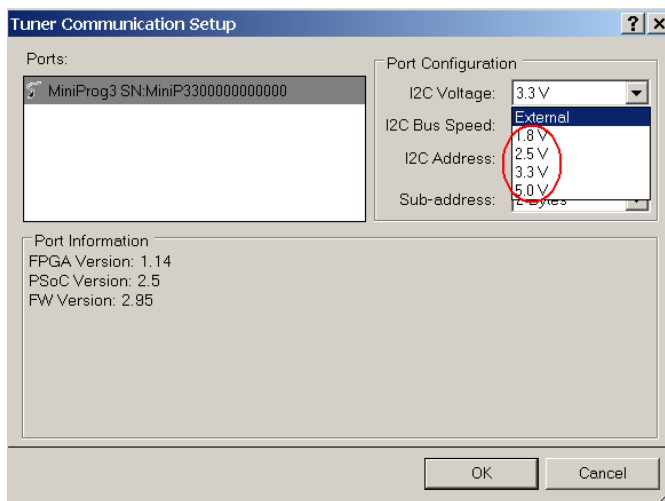 Tuner Communication Setup
Ports:
MiniProg3 SN:MiniP3300000000000
Port Configuration
I2C Voltage: 3.3 V
External
1.8 V
2.5 V
3.3 V
5.0 V
I2C Bus Speed:
I2C Address:
Sub-address: 2 Bytes
Port Information
FPGA Version: 1.14
PSoC Version: 2.5
FW Version: 2.95
OK
Cancel